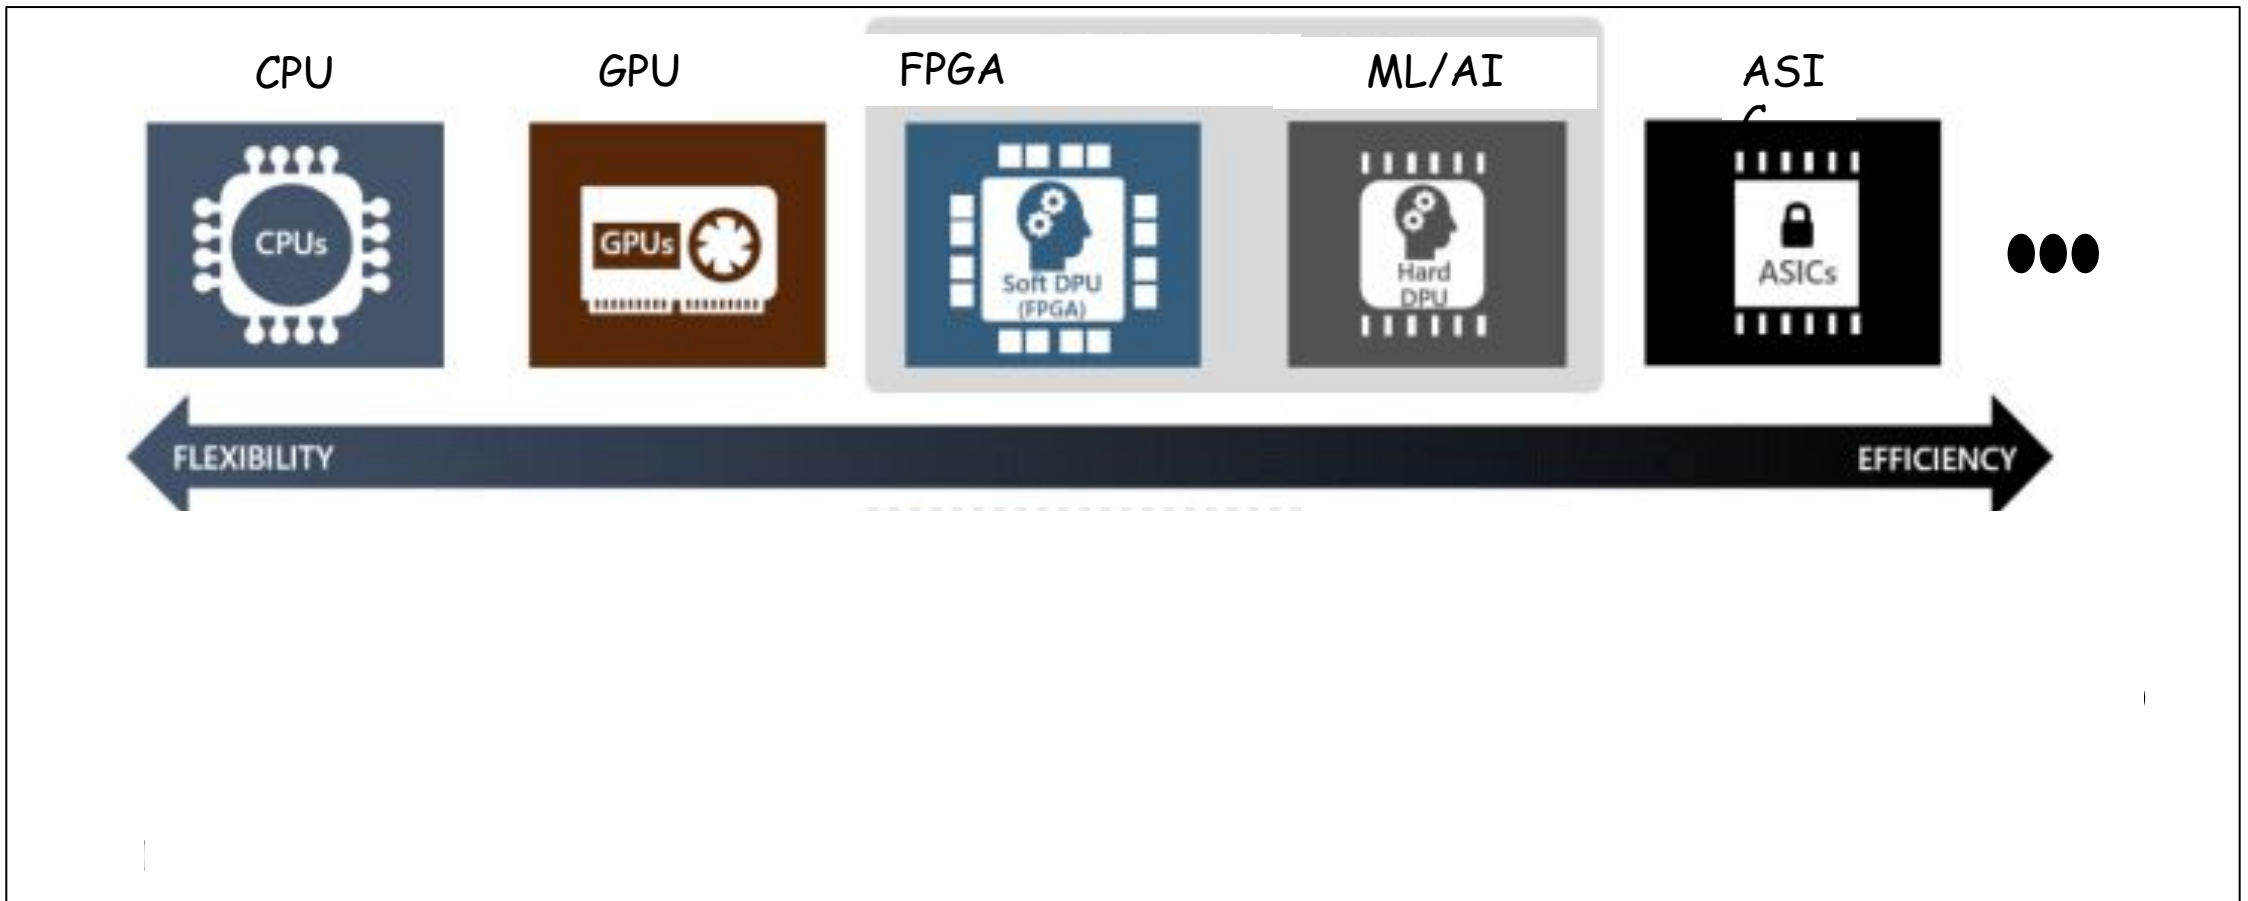 CPU
GPU
FPGA
ML/AI
ASI
C
CPUs
GPUs
Soft DPU
(FPGA)
Hard
DPU
ASICs
FLEXIBILITY
EFFICIENCY